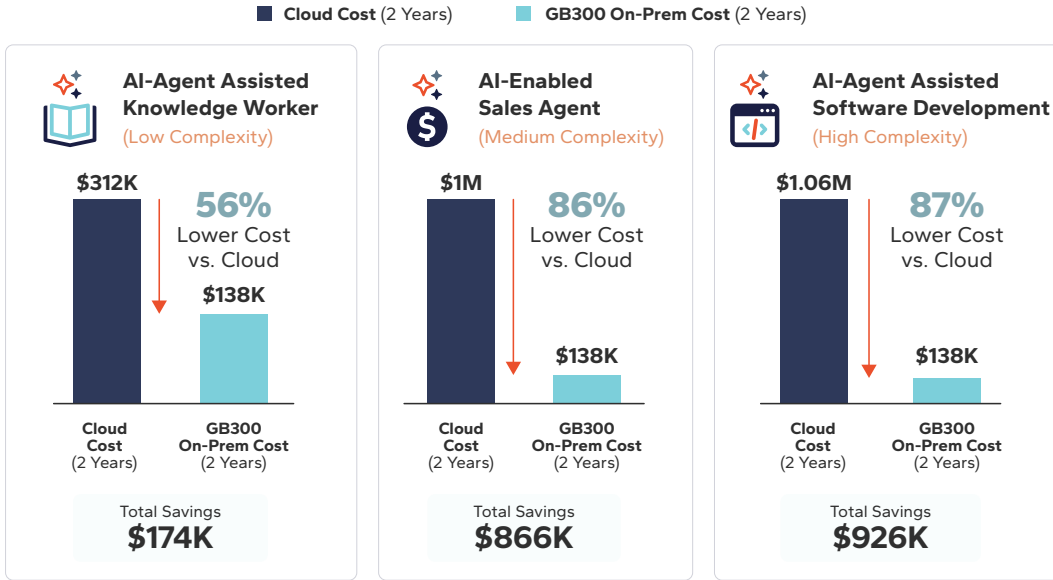 Cloud Cost (2 Years)
GB300 On-Prem Cost (2 Years)
AI-Agent Assisted
Knowledge Worker
(Low Complexity)
$312K
56%
Lower Cost
vs. Cloud
$138K
Cloud
Cost
(2 Years)
GB300
On-Prem Cost
(2 Years)
Total Savings
$174K
AI-Enabled
Sales Agent
(Medium Complexity)
$
$1M
86%
Lower Cost
vs. Cloud
$138K
Cloud
Cost
(2 Years)
GB300
On-Prem Cost
(2 Years)
Total Savings
$866K
AI-Agent Assisted
Software Development
(High Complexity)
</>
$1.06M
87%
Lower Cost
vs. Cloud
$138K
Cloud
Cost
(2 Years)
GB300
On-Prem Cost
(2 Years)
Total Savings
$926K